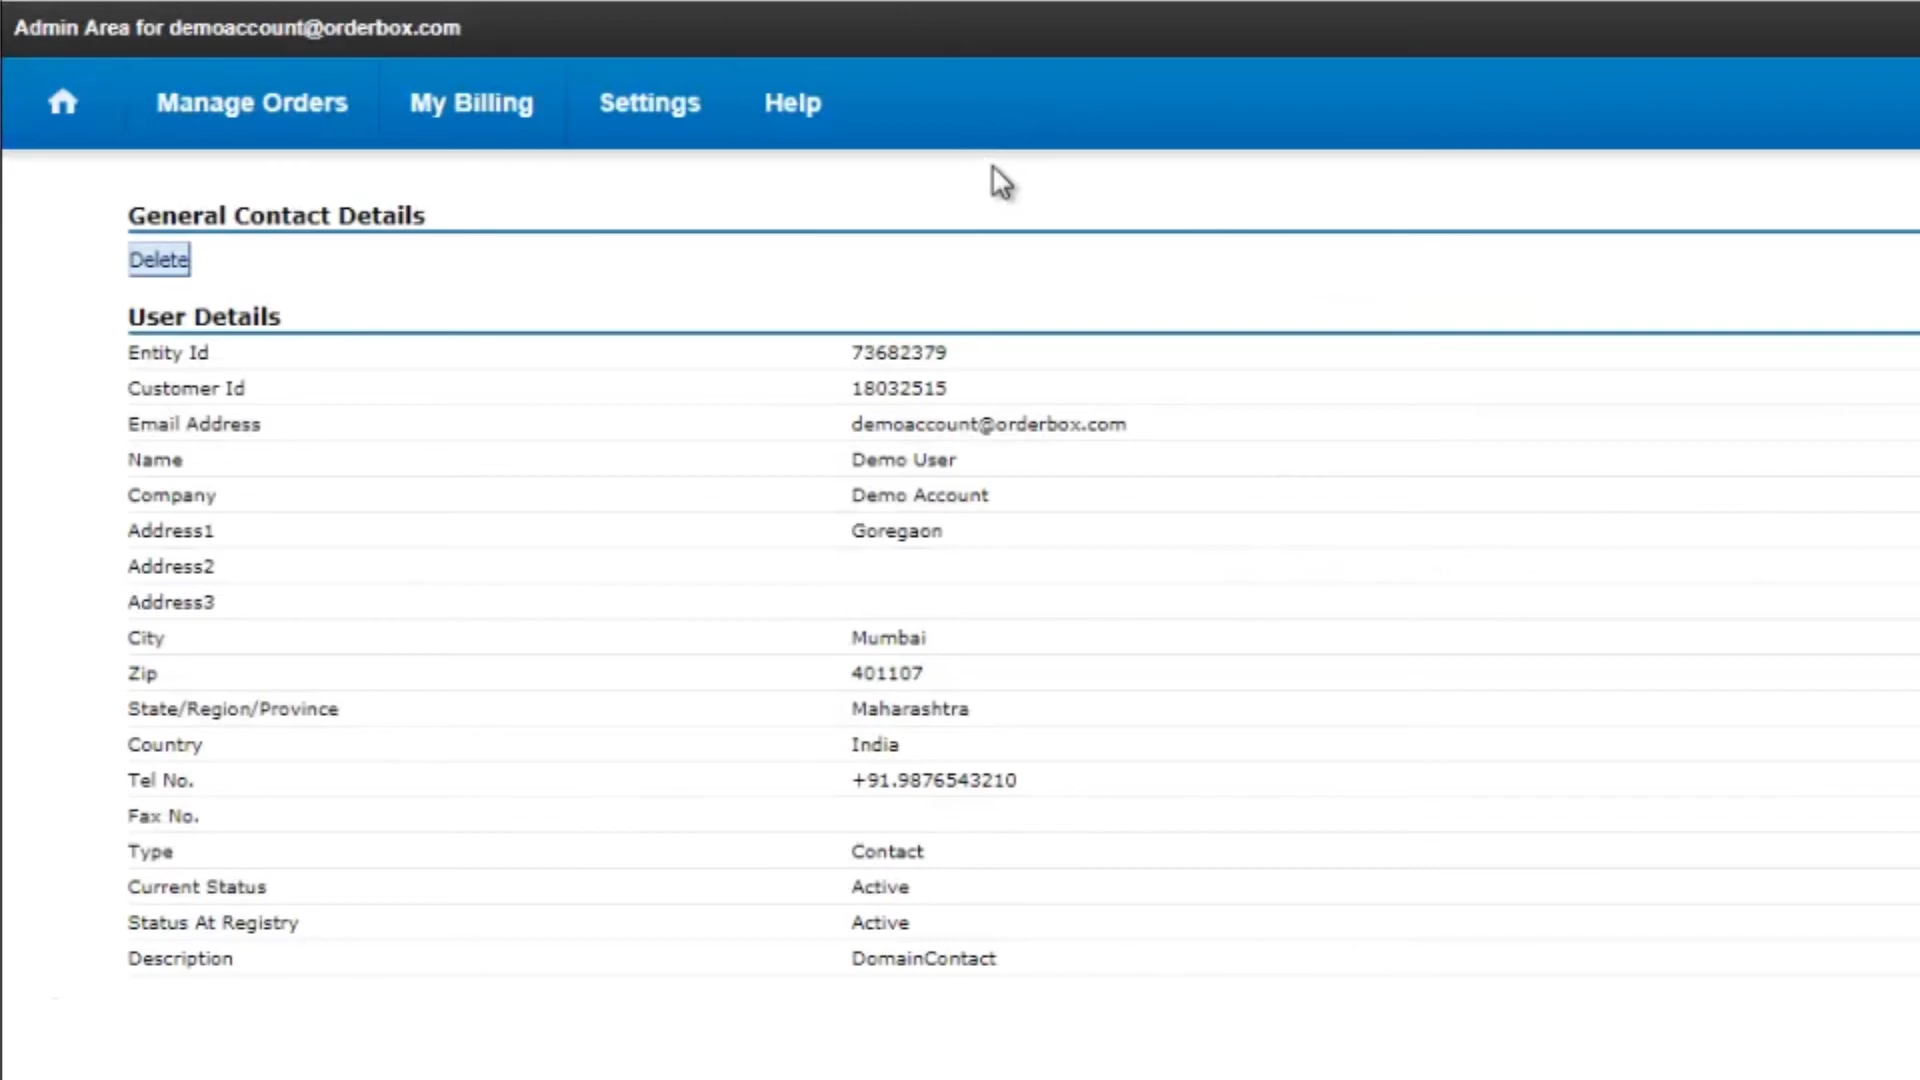 Admin Area for demoaccount@orderbox.com
Manage Orders My Billing Settings Help
General Contact Details
Delete
User Details
Entity Id 73682379
Customer Id 18032515
Email Address demoaccount@orderbox.com
Name Demo User
Company Demo Account
Address1 Goregaon
Address2
Address3
City Mumbai
Zip 401107
State/Region/Province Maharashtra
Country India
Tel No. +91.9876543210
Fax No.
Type Contact
Current Status Active
Status At Registry Active
Description DomainContact